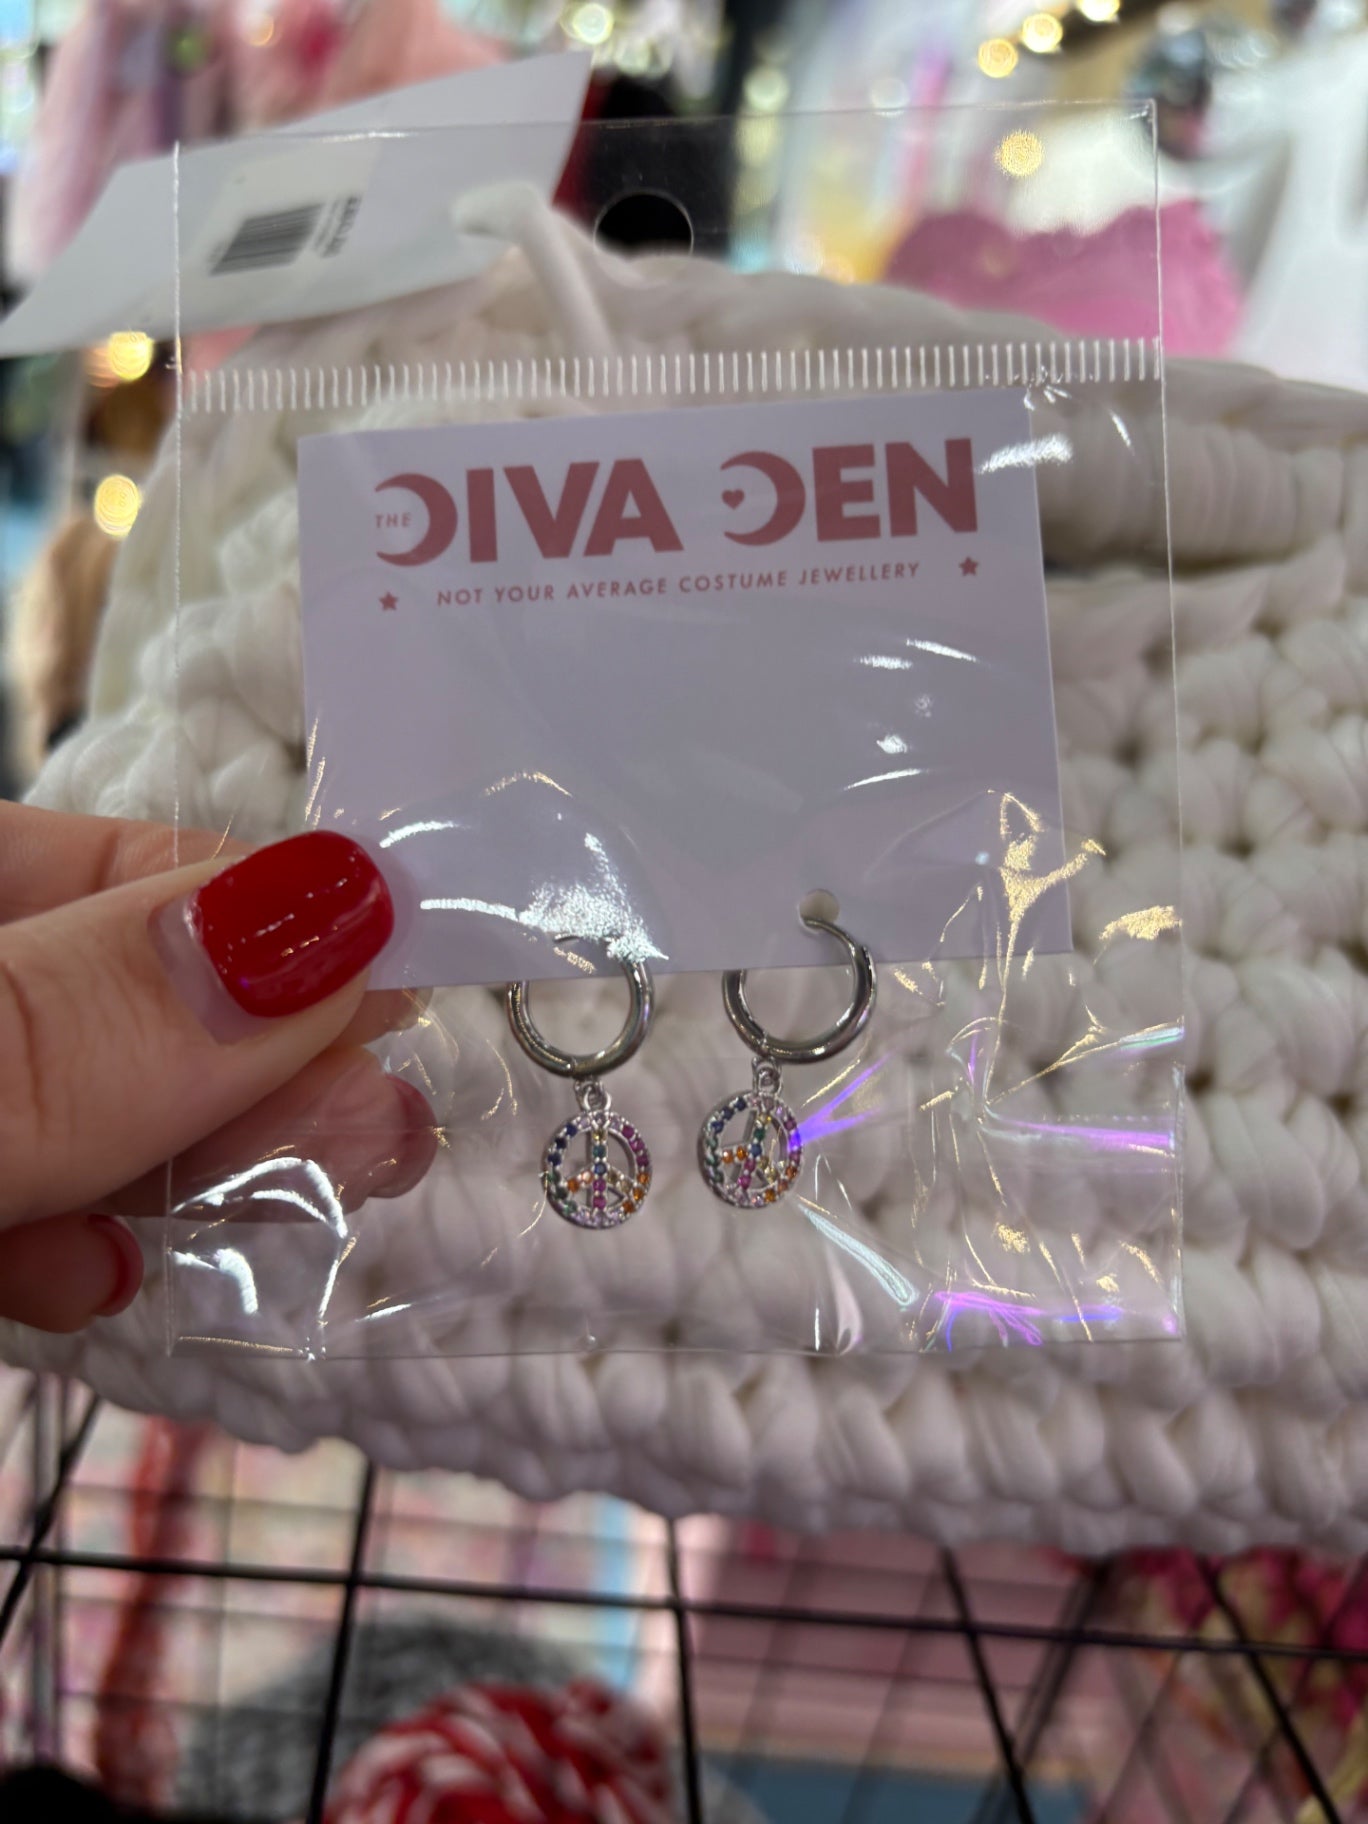 THE DIVA DEN
NOT YOUR AVERAGE COSTUME JEWELLERY